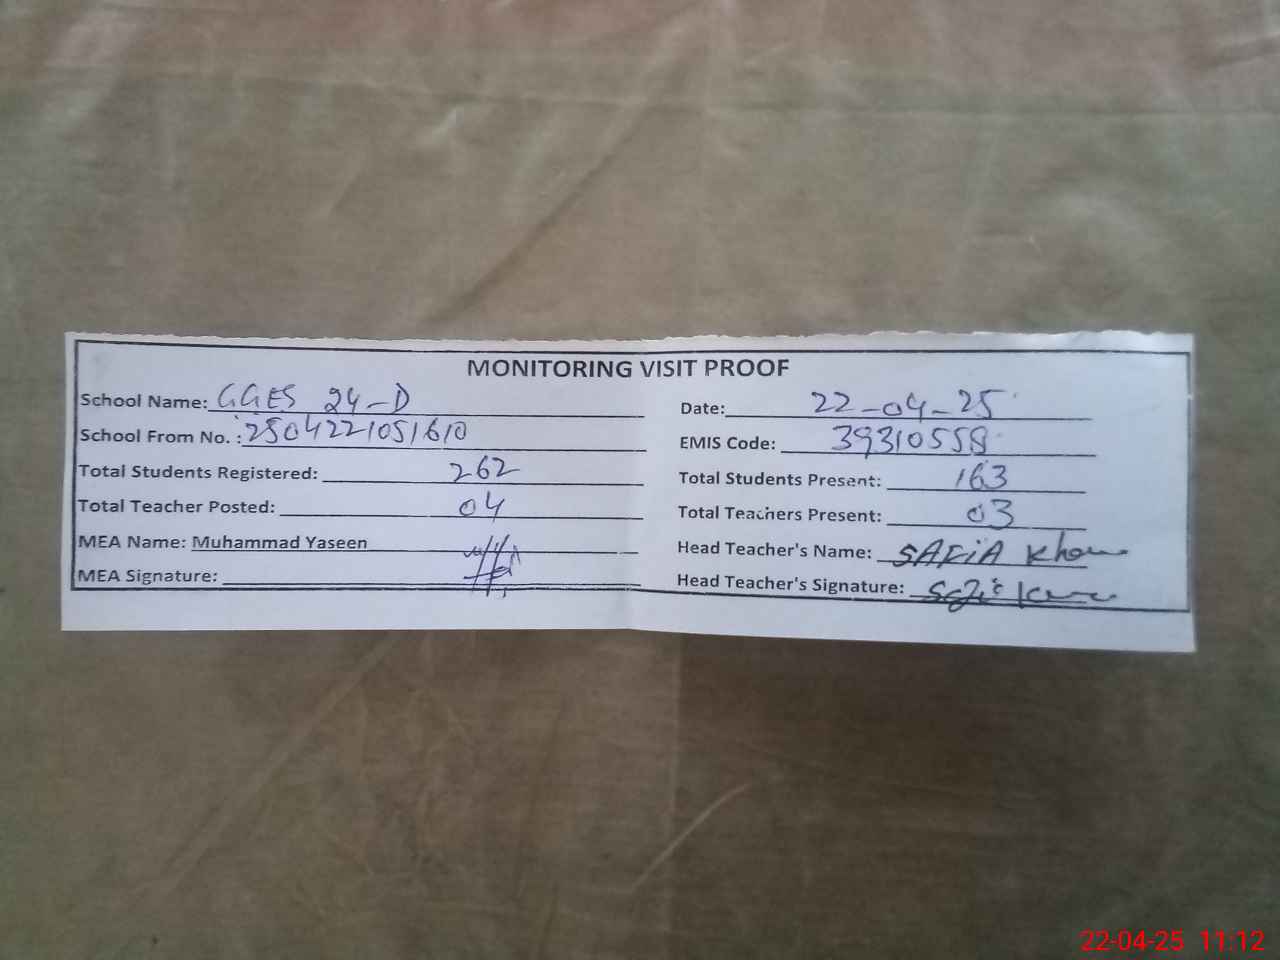 MONITORING VISIT PROOF
School Name: GGES 24-D
Date: 22-04-25
School From No. : 2504221051610
EMIS Code: 39310558
Total Students Registered: 262
Total Students Present: 163
Total Teacher Posted: 04
Total Teachers Present: 03
MEA Name: Muhammad Yaseen
Head Teacher's Name: SAFiA Khan
MEA Signature:
Head Teacher's Signature:
22-04-25 11:12